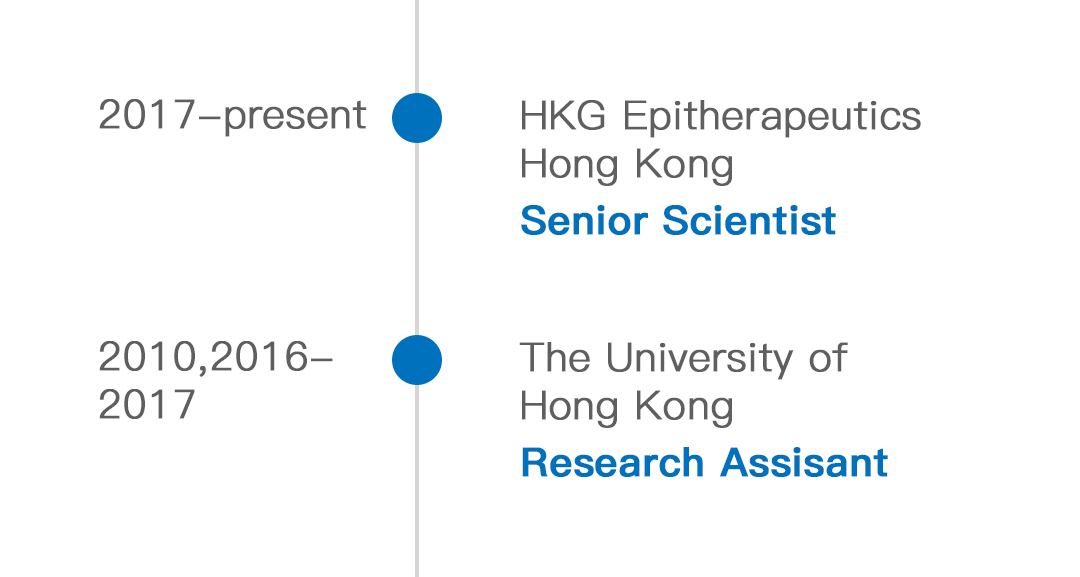 2017–present
HKG Epitherapeutics
Hong Kong
Senior Scientist
2010,2016–
2017
The University of
Hong Kong
Research Assisant